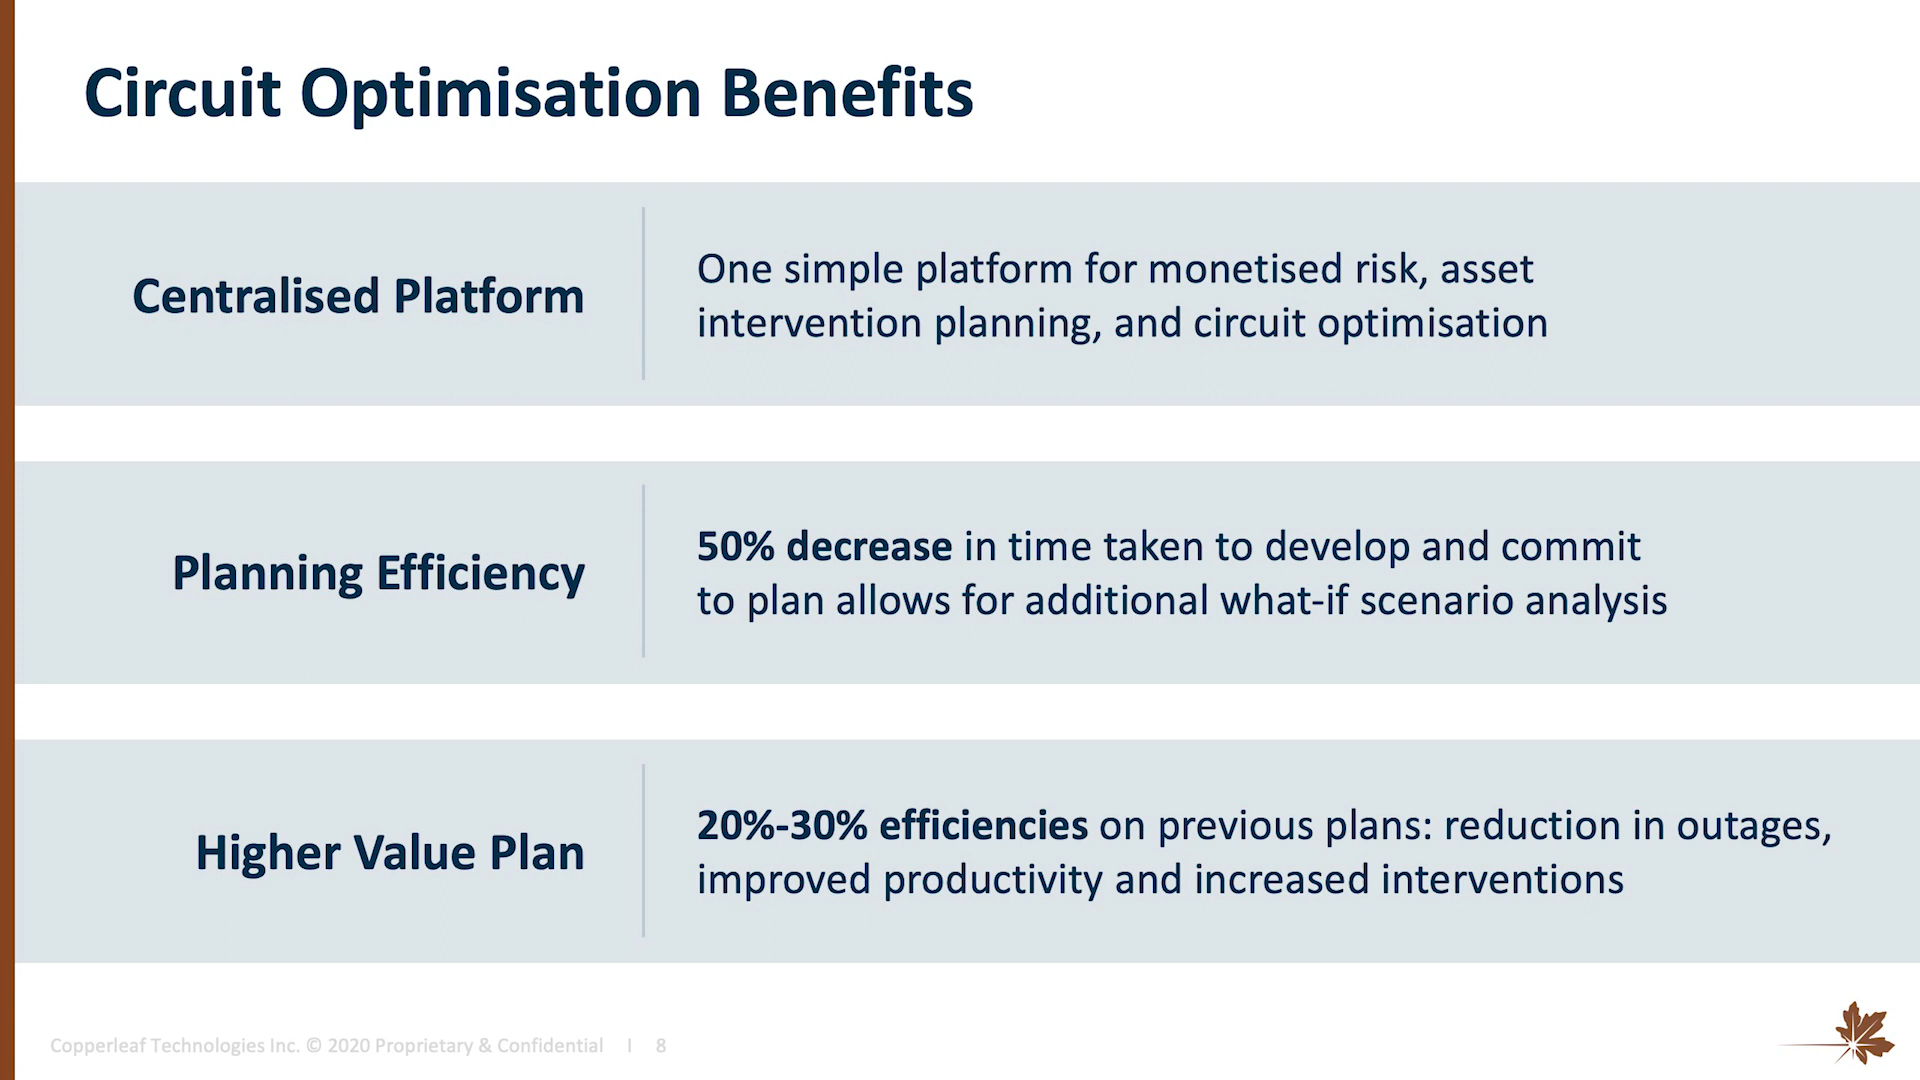 Circuit Optimisation Benefits
Centralised Platform
One simple platform for monetised risk, asset
intervention planning, and circuit optimisation
Planning Efficiency
50% decrease in time taken to develop and commit
to plan allows for additional what-if scenario analysis
Higher Value Plan
20%-30% efficiencies on previous plans: reduction in outages,
improved productivity and increased interventions
Copperleaf Technologies Inc. © 2020 Proprietary & Confidential | 8